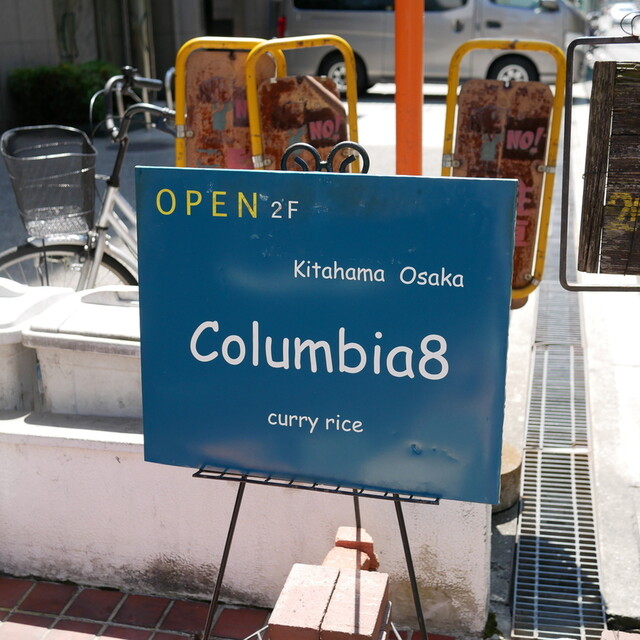 OPEN 2F
Kitahama Osaka
Columbia8
curry rice
NO!
NO!